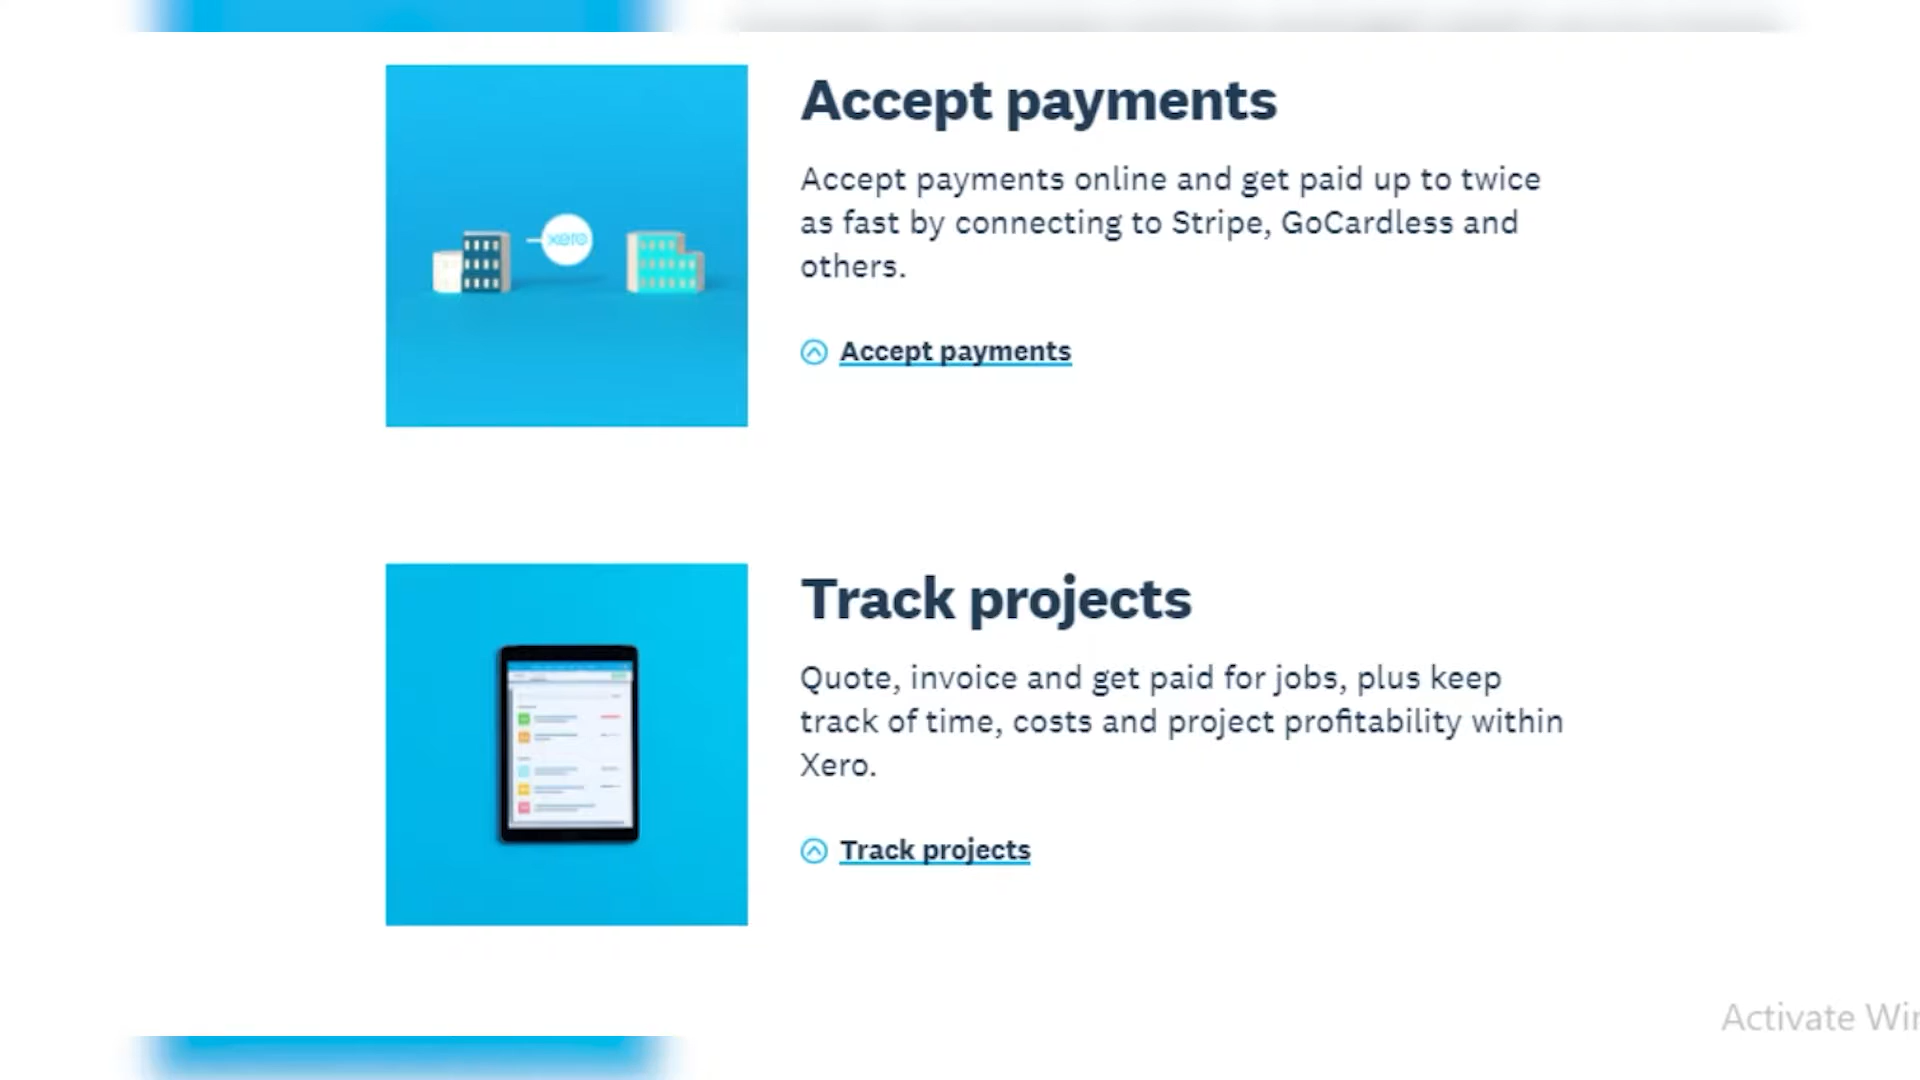 Accept payments
Accept payments online and get paid up to twice
as fast by connecting to Stripe, GoCardless and
others.
xero
Accept payments
Track projects
Quote, invoice and get paid for jobs, plus keep
track of time, costs and project profitability within
Xero.
Track projects
Activate